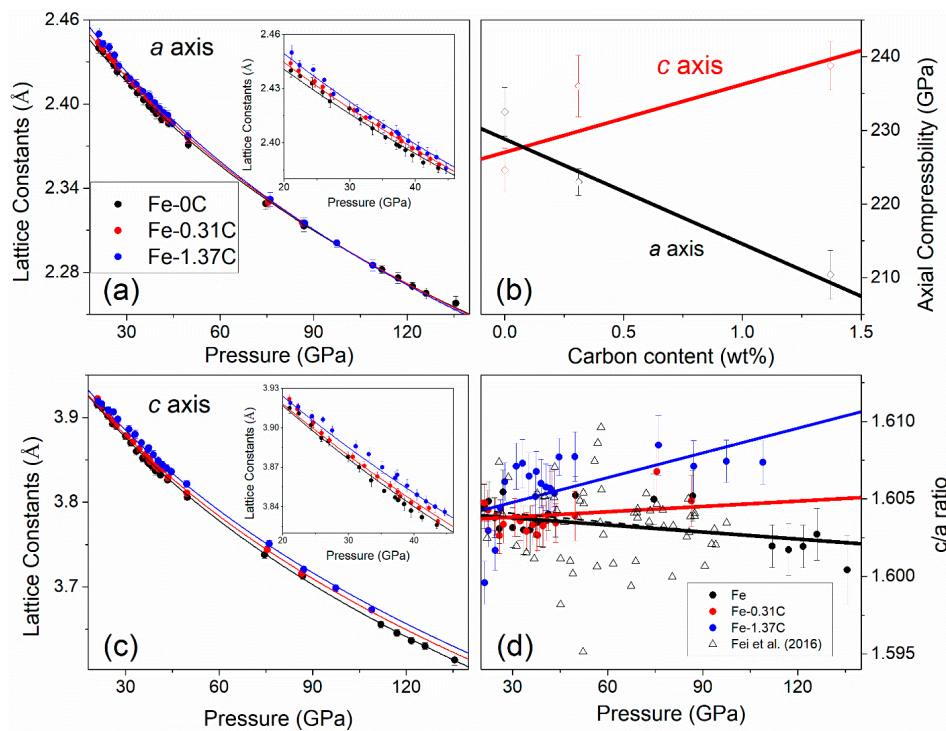 2.46
2.40
2.34
2.28
Lattice Constants (Å)
a axis
2.46
2.43
2.40
Lattice Constants (Å)
20
30
40
Pressure (GPa)
Fe-0C
Fe-0.31C
Fe-1.37C
(a)
30
60
90
120
Pressure (GPa)
c axis
a axis
(b)
240
230
220
210
Axial Compressbility (GPa)
0.0
0.5
1.0
1.5
Carbon content (wt%)
3.9
3.8
3.7
Lattice Constants (Å)
c axis
3.93
3.90
3.87
3.84
Lattice Constants (Å)
20
30
40
Pressure (GPa)
(c)
30
60
90
120
Pressure (GPa)
1.610
1.605
1.600
1.595
c/a ratio
Fe
Fe-0.31C
Fe-1.37C
Fei et al. (2016)
(d)
30
60
90
120
Pressure (GPa)